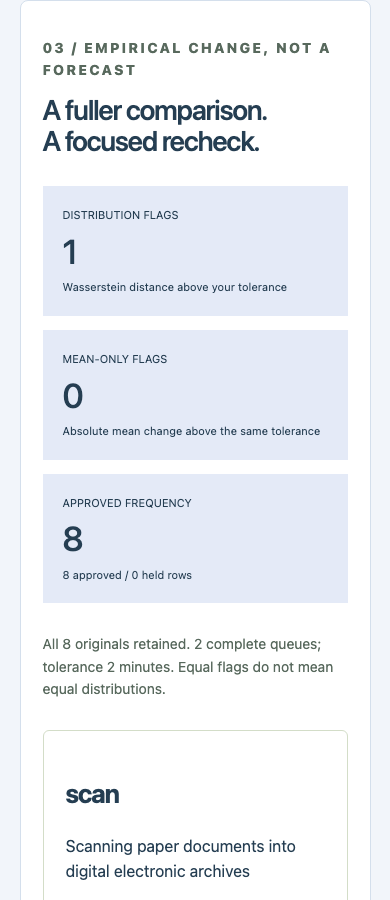 03 / EMPIRICAL CHANGE, NOT A
FORECAST
A fuller comparison.
A focused recheck.
DISTRIBUTION FLAGS
1
Wasserstein distance above your tolerance
MEAN-ONLY FLAGS
0
Absolute mean change above the same tolerance
APPROVED FREQUENCY
8
8 approved / 0 held rows
All 8 originals retained. 2 complete queues;
tolerance 2 minutes. Equal flags do not mean
equal distributions.
scan
Scanning paper documents into
digital electronic archives